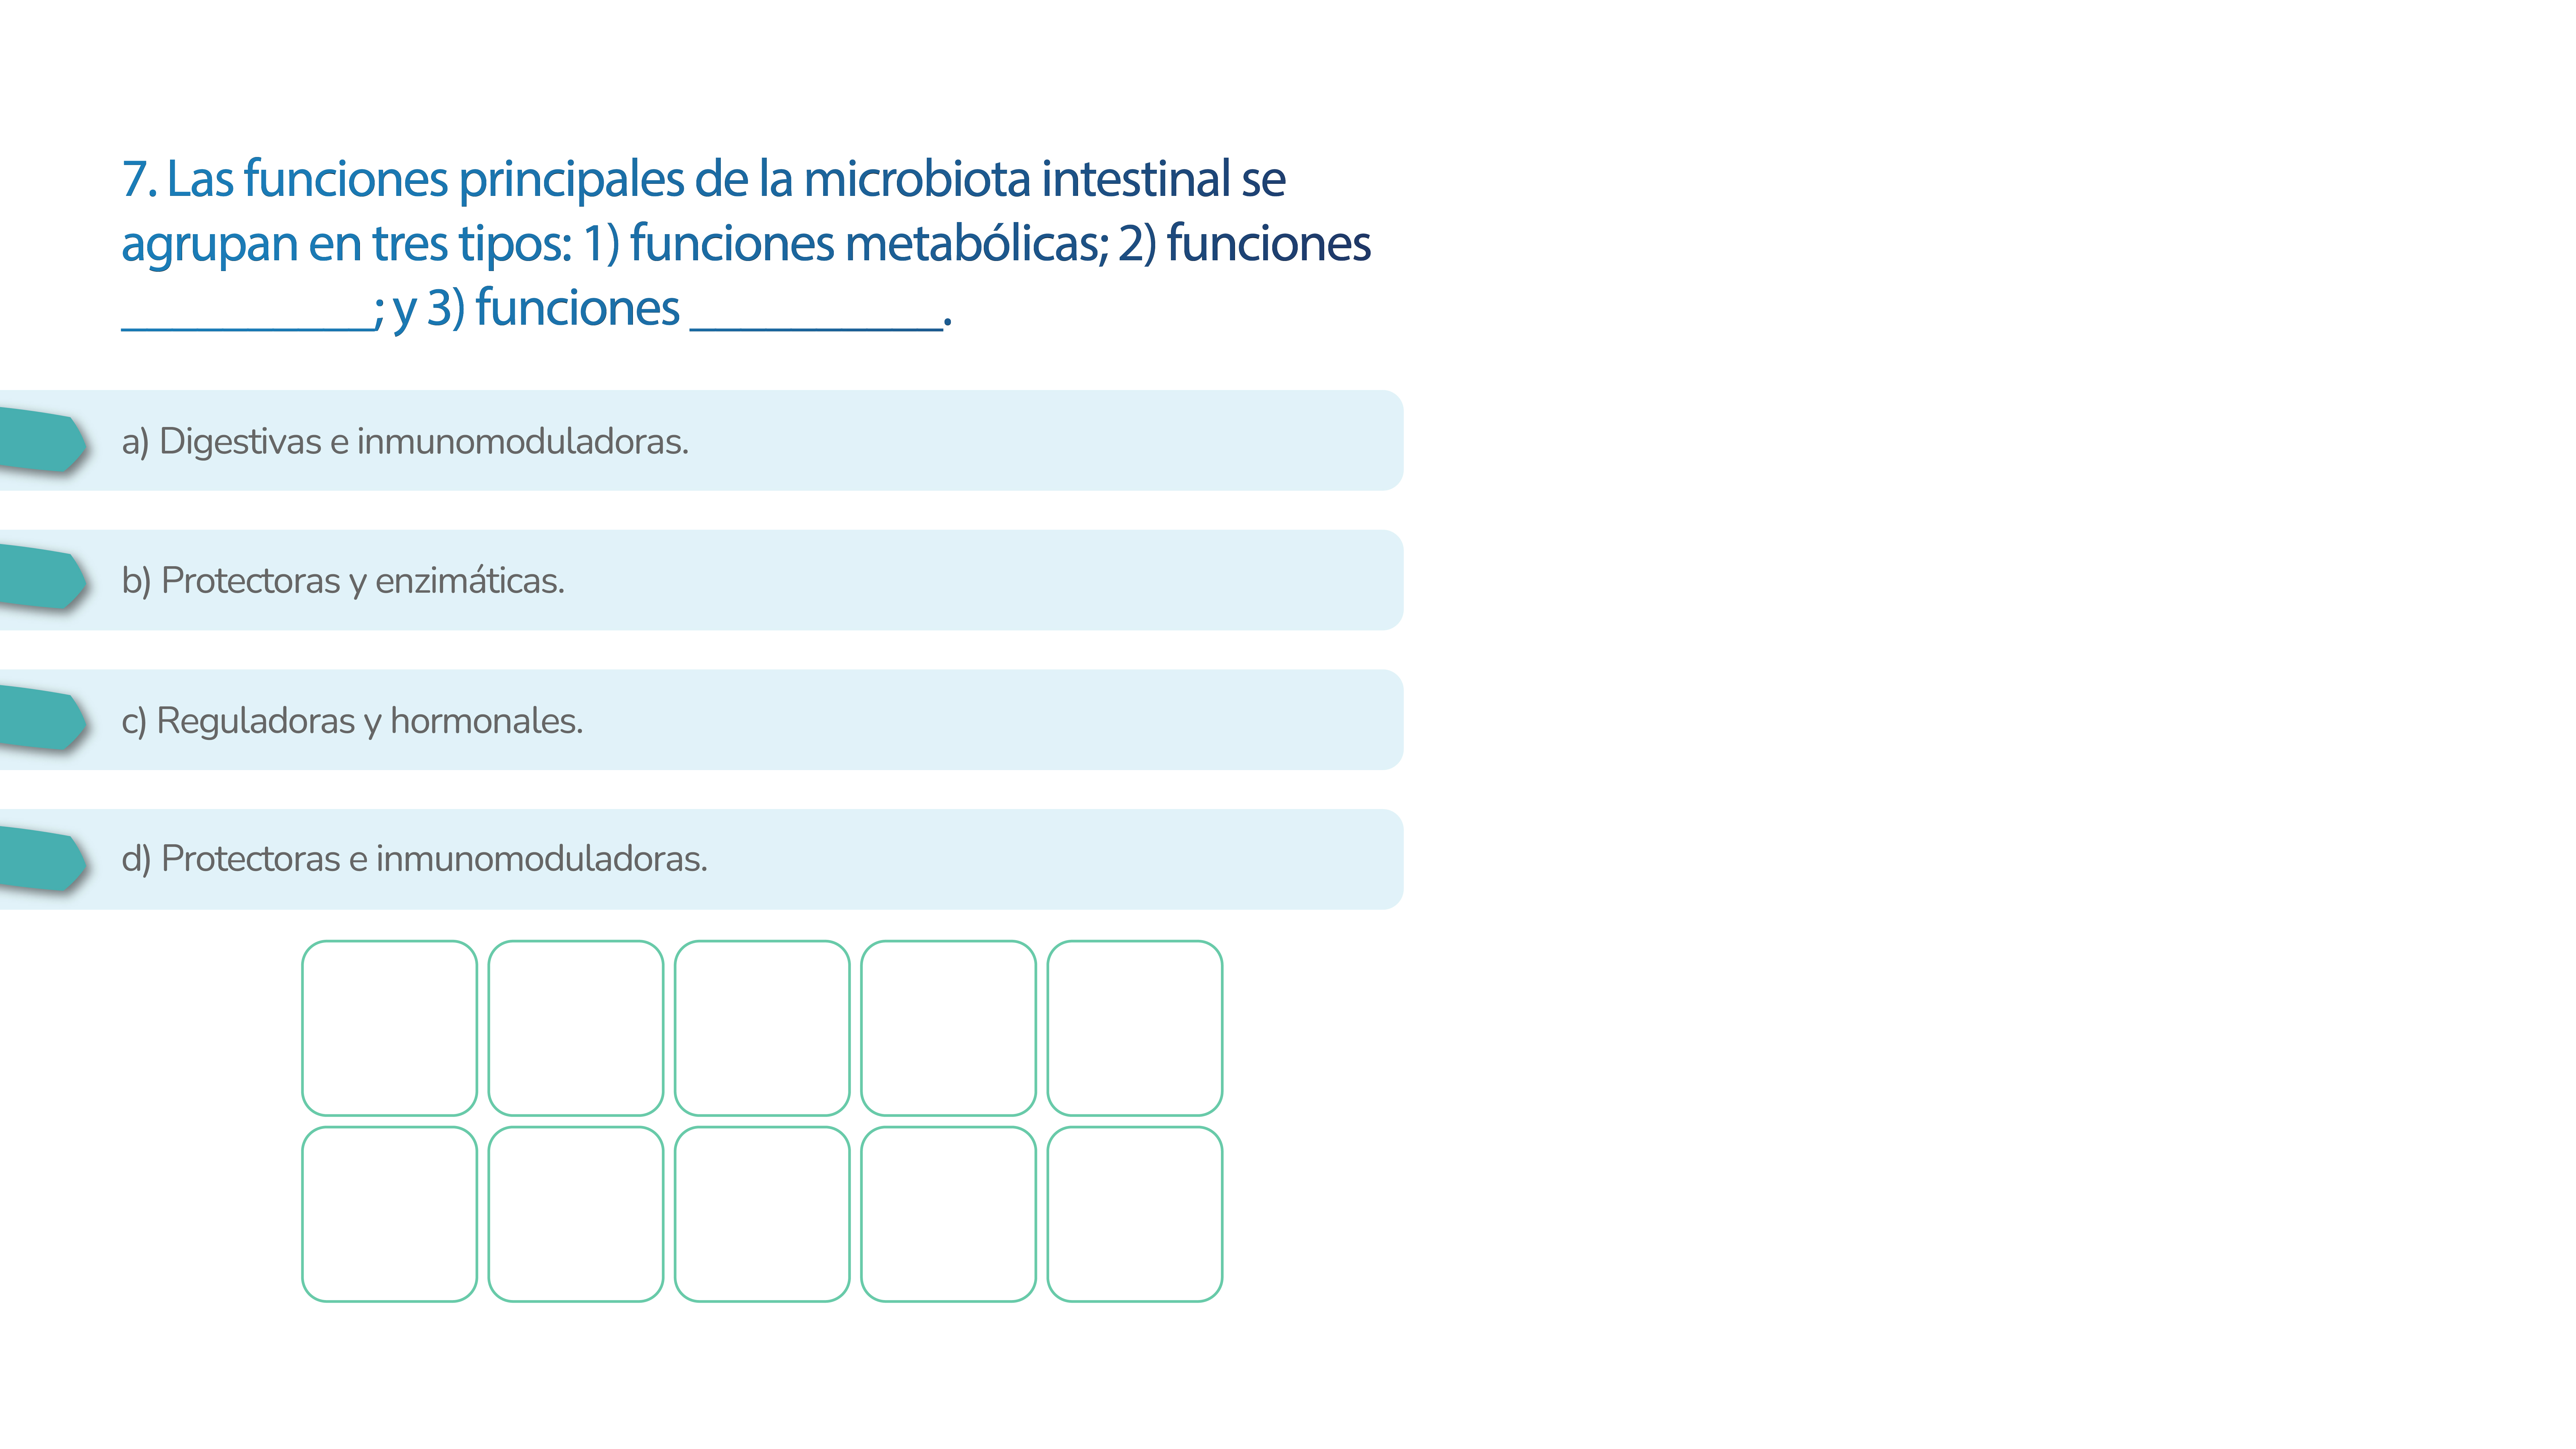 7. Las funciones principales de la microbiota intestinal se
agrupan en tres tipos: 1) funciones metabólicas; 2) funciones
__________; y 3) funciones __________.
a) Digestivas e inmunomoduladoras.
b) Protectoras y enzimáticas.
c) Reguladoras y hormonales.
d) Protectoras e inmunomoduladoras.